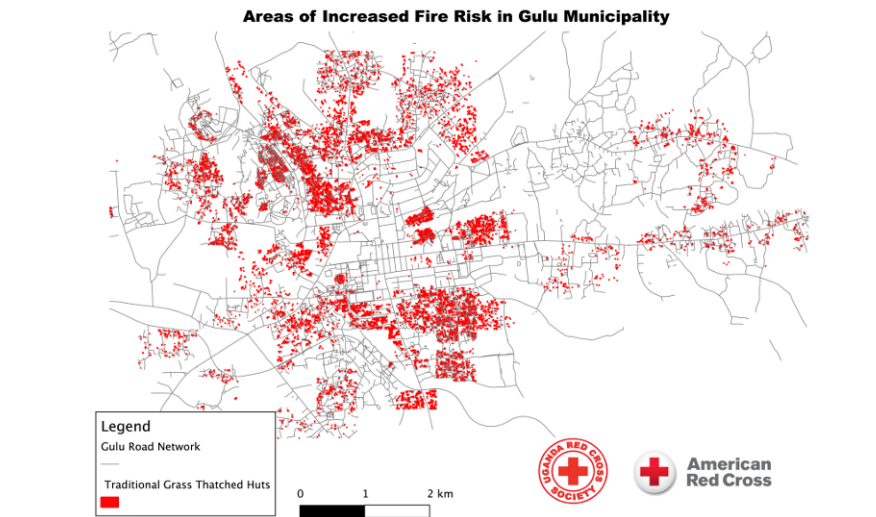 Areas of Increased Fire Risk in Gulu Municipality
Legend
Gulu Road Network
Traditional Grass Thatched Huts
0 1 2 km
UGANDA RED CROSS
SOCIETY
American
Red Cross